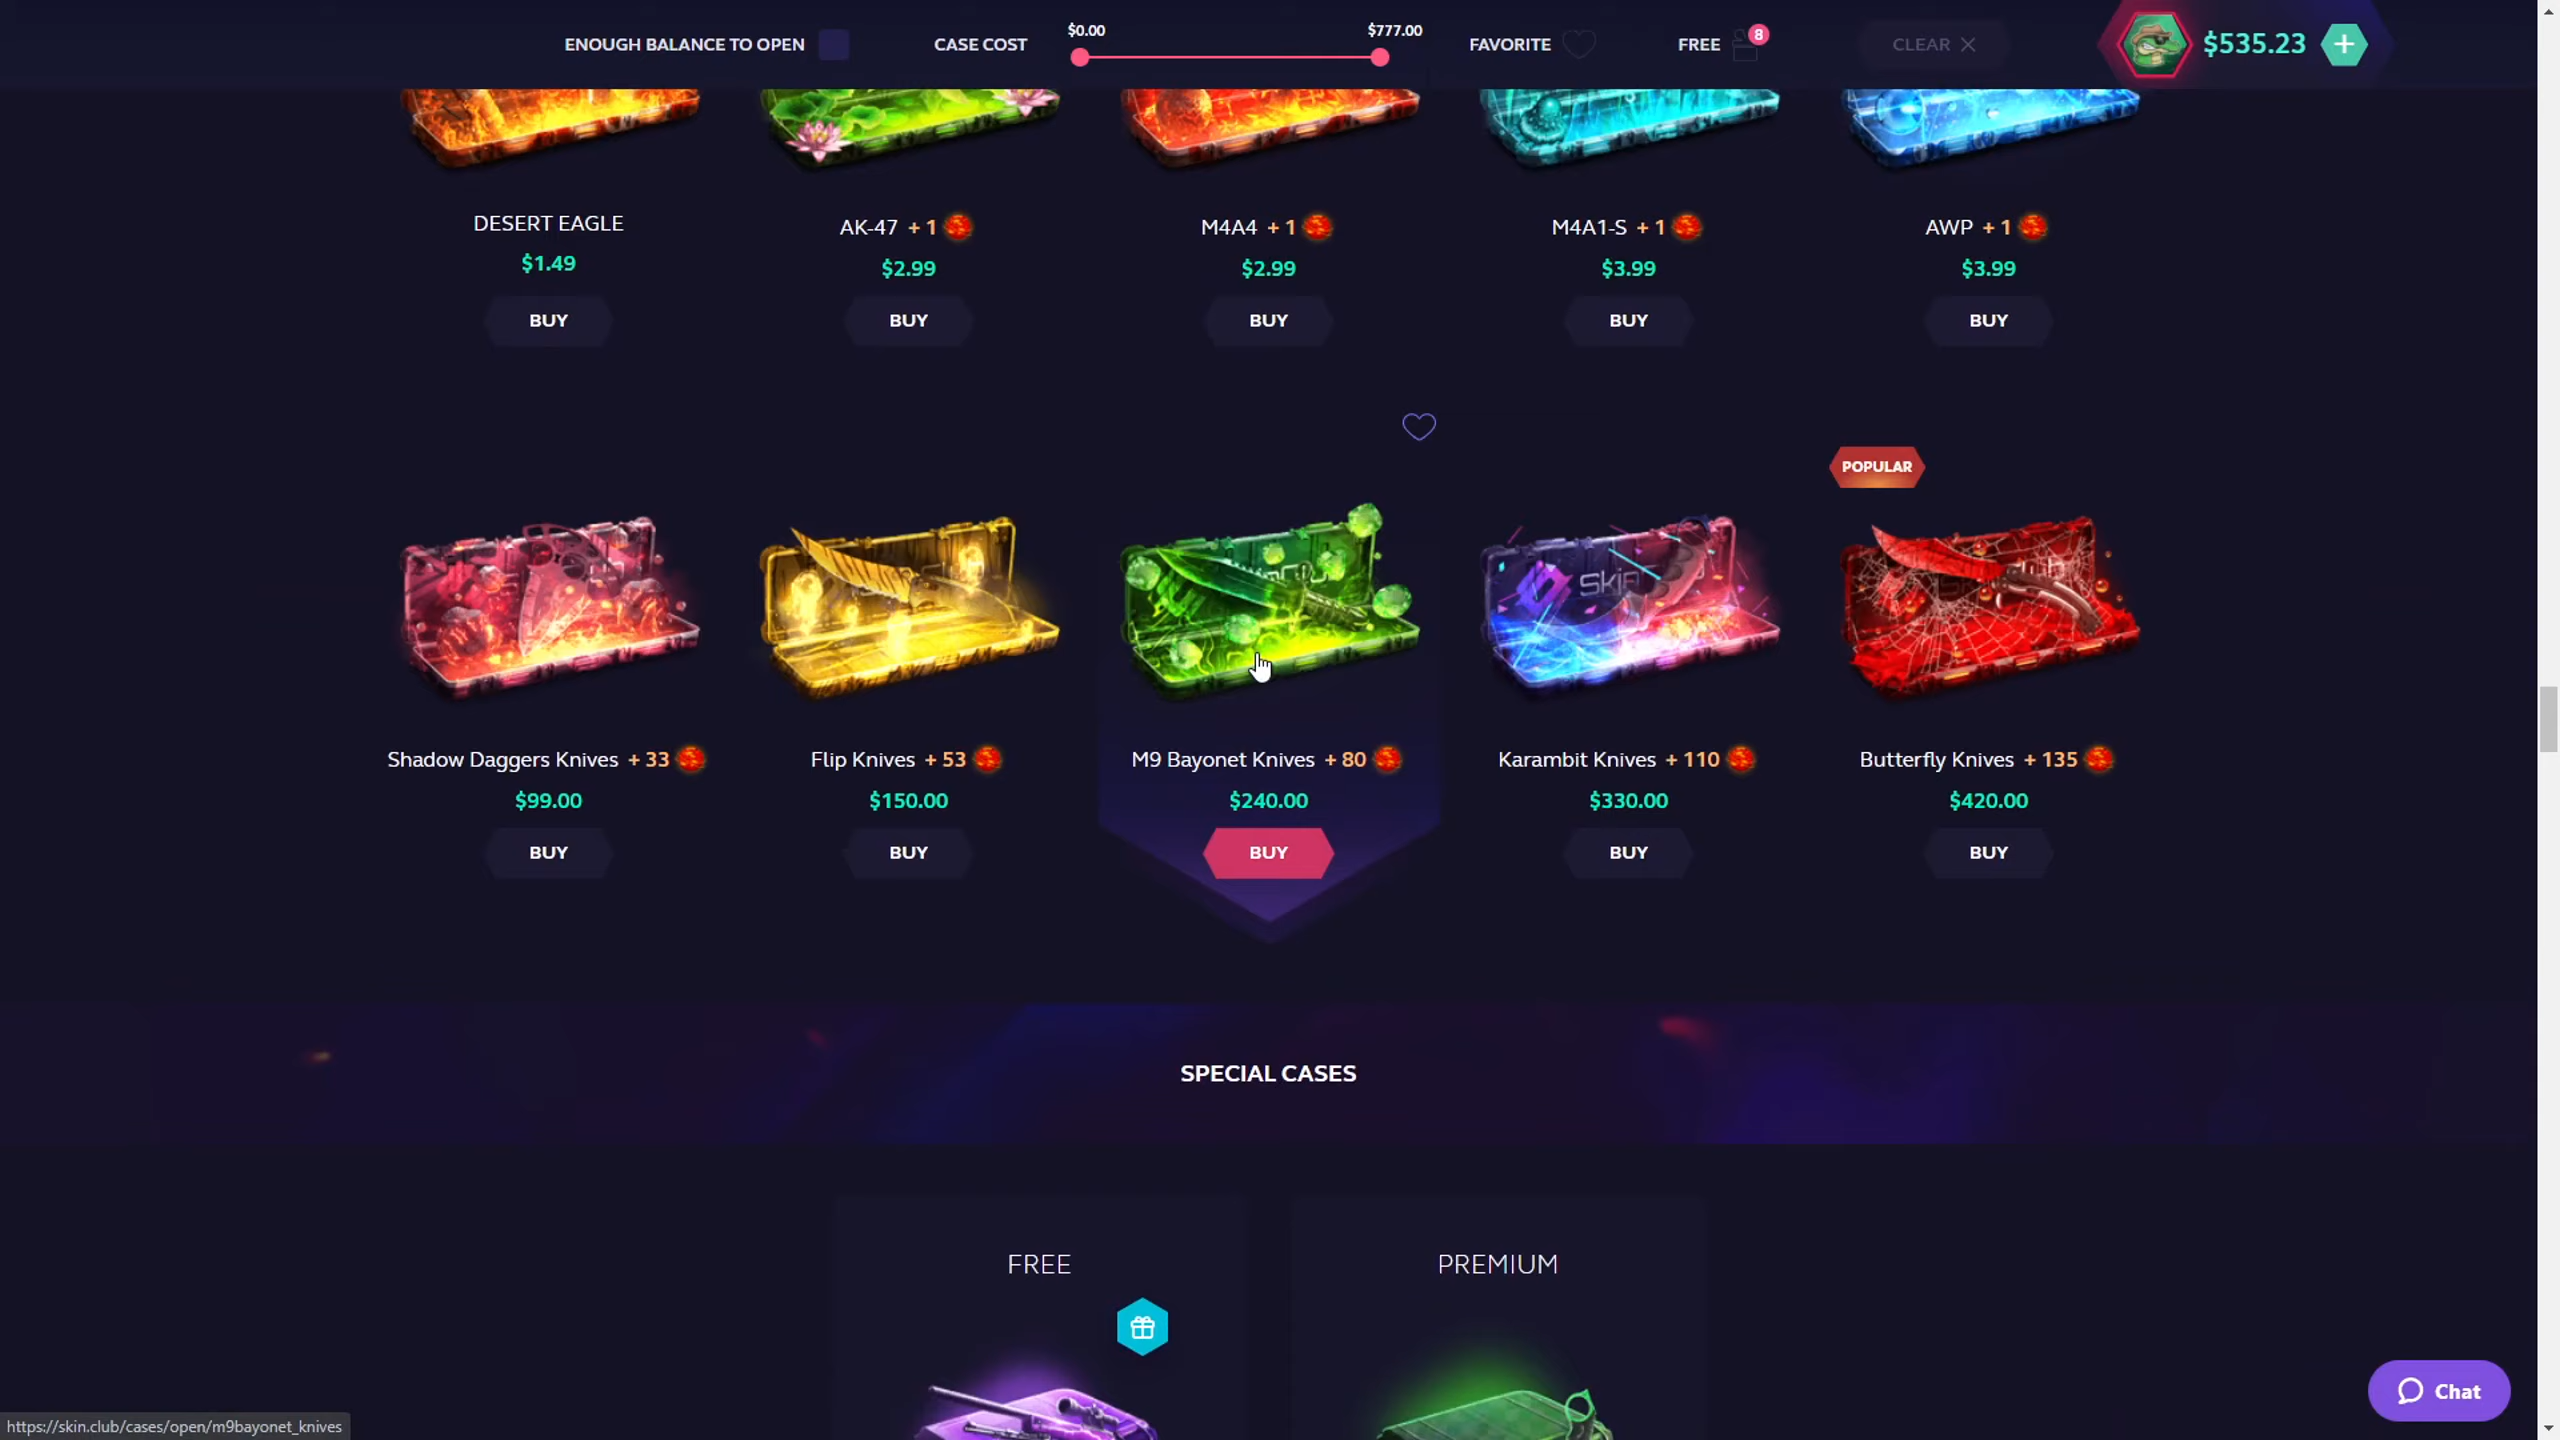 ENOUGH BALANCE TO OPEN
CASE COST
$0.00
$777.00
FAVORITE
FREE
8
CLEAR
$535.23
DESERT EAGLE
AK-47 + 1
M4A4 + 1
M4A1-S + 1
AWP + 1
$1.49
$2.99
$2.99
$3.99
$3.99
BUY
BUY
BUY
BUY
BUY
POPULAR
Shadow Daggers Knives + 33
Flip Knives + 53
M9 Bayonet Knives + 80
Karambit Knives + 110
Butterfly Knives + 135
$99.00
$150.00
$240.00
$330.00
$420.00
BUY
BUY
BUY
BUY
BUY
SPECIAL CASES
FREE
PREMIUM
Chat
https://skin.club/cases/open/m9bayonet_knives